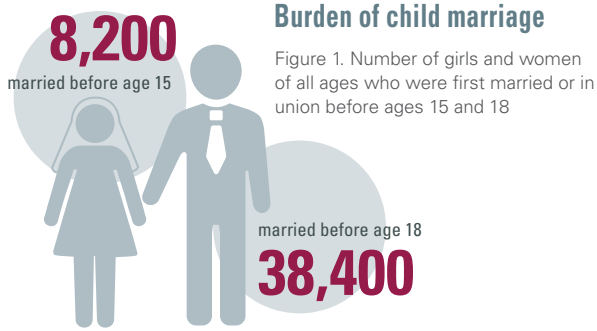 8,200
married before age 15
Burden of child marriage
Figure 1. Number of girls and women
of all ages who were first married or in
union before ages 15 and 18
married before age 18
38,400